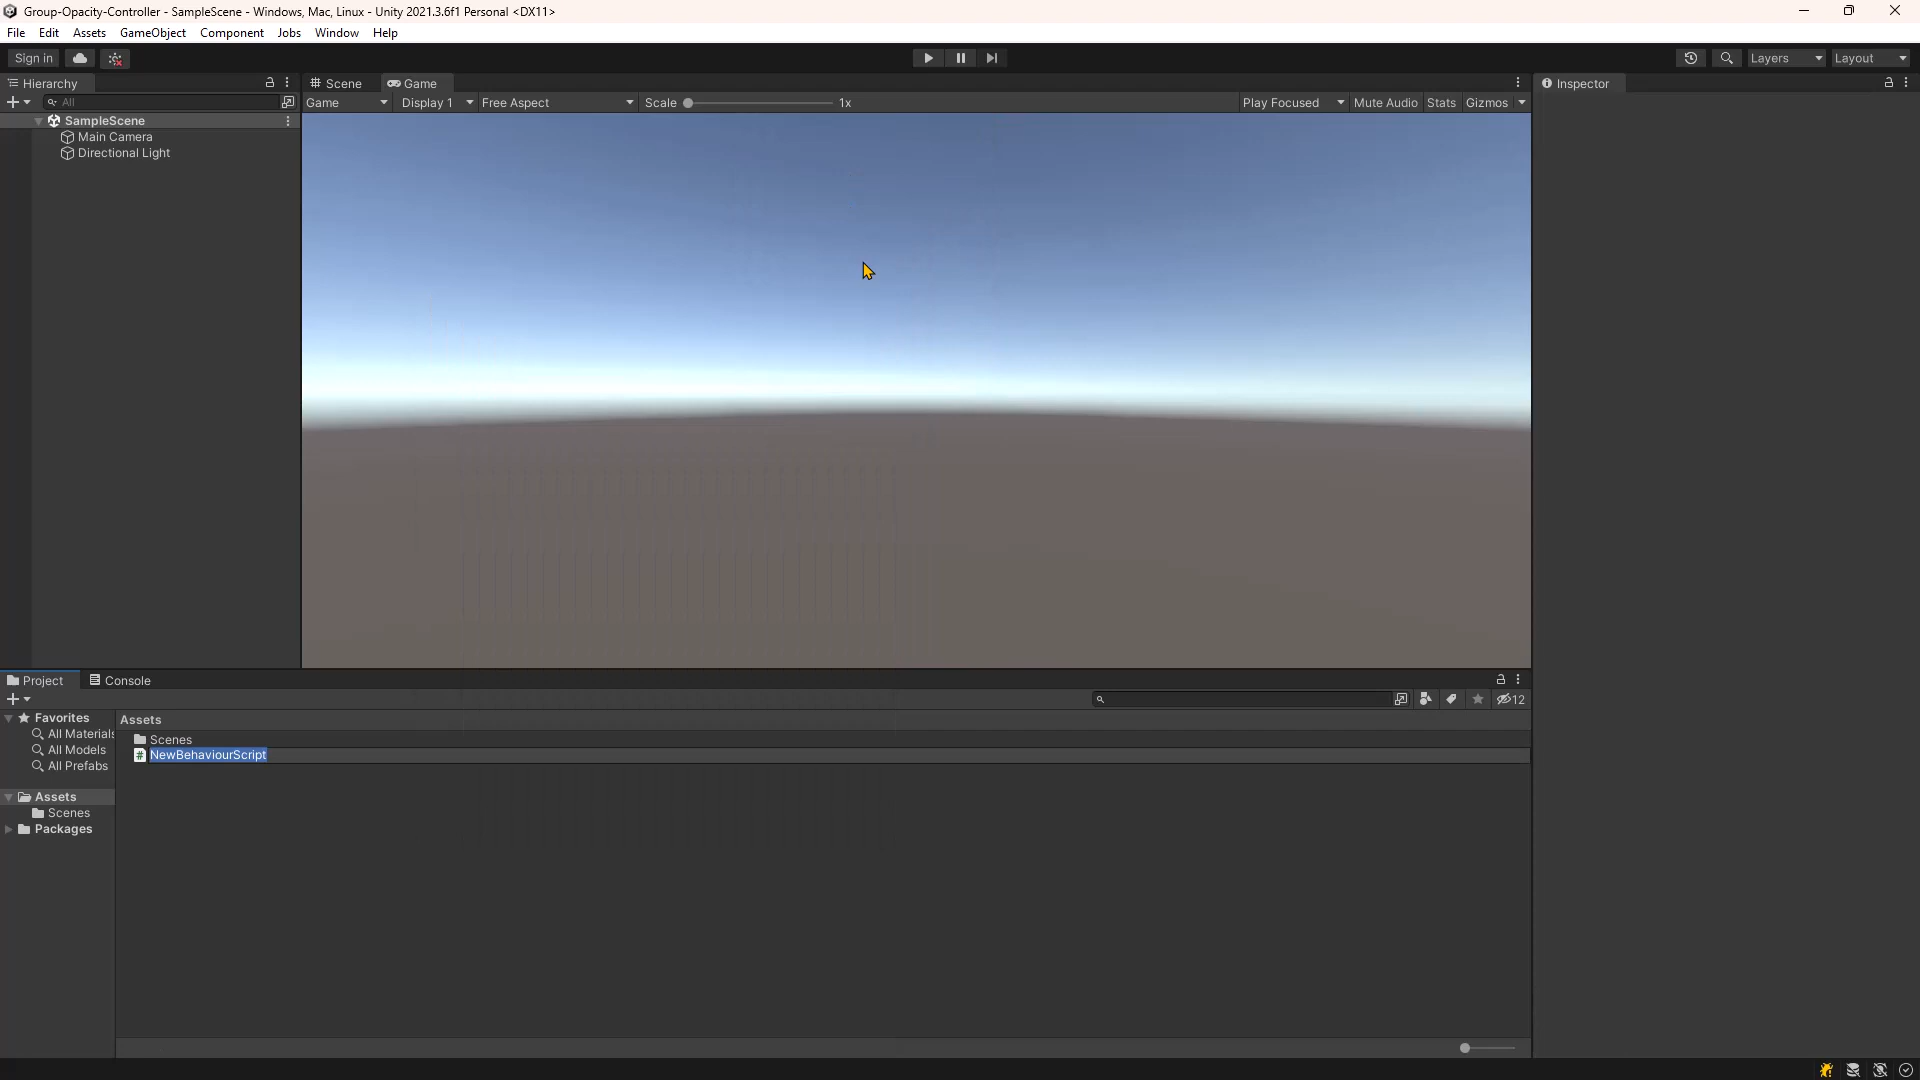 Group-Opacity-Controller - SampleScene - Windows, Mac, Linux - Unity 2021.3.6f1 Personal <DX11>
File Edit Assets GameObject Component Jobs Window Help
Sign in Layers Layout
Hierarchy Scene Game Inspector
All Game Display 1 Free Aspect Scale 1x Play Focused Mute Audio Stats Gizmos
SampleScene
Main Camera
Directional Light
Project Console
12
Favorites Assets
All Materials
All Models
All Prefabs
Scenes
NewBehaviourScript
Assets
Scenes
Packages